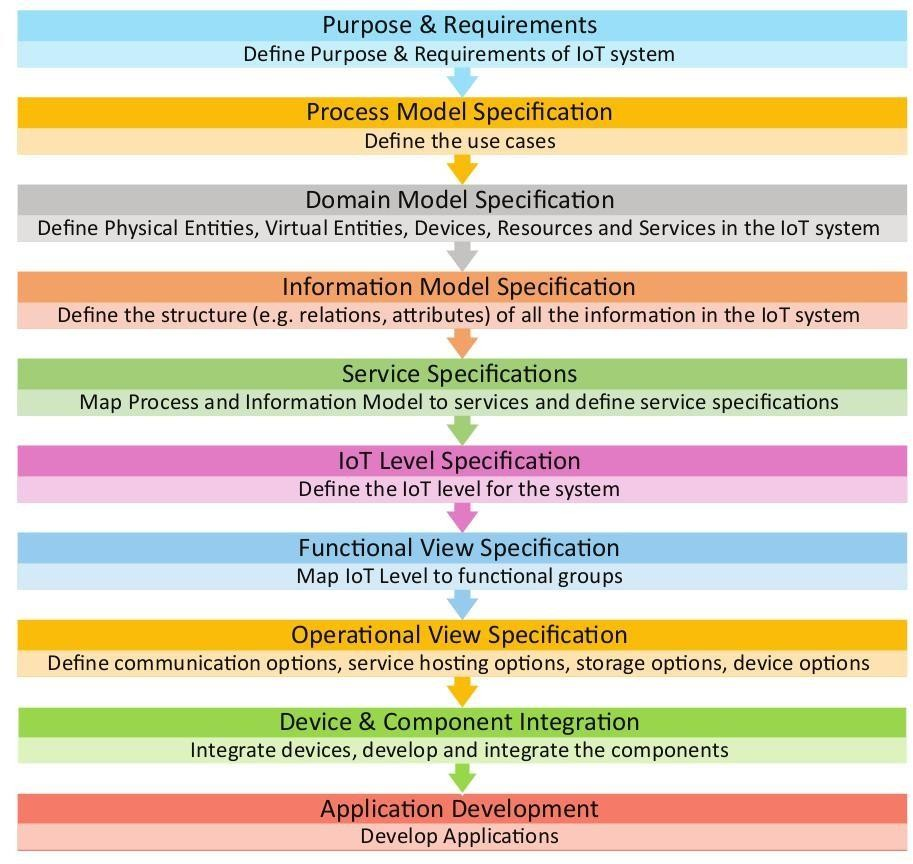 Purpose & Requirements
Define Purpose & Requirements of IoT system
Process Model Specification
Define the use cases
Domain Model Specification
Define Physical Entities, Virtual Entities, Devices, Resources and Services in the IoT system
Information Model Specification
Define the structure (e.g. relations, attributes) of all the information in the IoT system
Service Specifications
Map Process and Information Model to services and define service specifications
IoT Level Specification
Define the IoT level for the system
Functional View Specification
Map IoT Level to functional groups
Operational View Specification
Define communication options, service hosting options, storage options, device options
Device & Component Integration
Integrate devices, develop and integrate the components
Application Development
Develop Applications